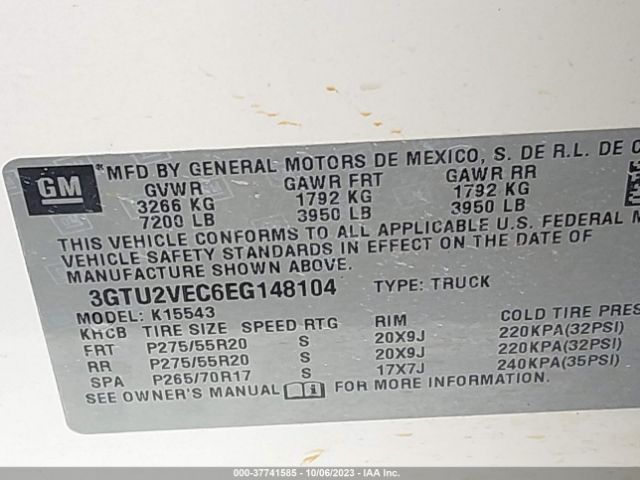 GM
*MFD BY GENERAL MOTORS DE MEXICO, S. DE R.L. DE C
GVWR GAWR FRT GAWR RR
3266 KG 1792 KG 1792 KG
7200 LB 3950 LB 3950 LB
THIS VEHICLE CONFORMS TO ALL APPLICABLE U.S. FEDERAL M
VEHICLE SAFETY STANDARDS IN EFFECT ON THE DATE OF
MANUFACTURE SHOWN ABOVE.
3GTU2VEC6EG148104 TYPE: TRUCK
MODEL: K15543
KHCB TIRE SIZE SPEED RTG RIM COLD TIRE PRES
FRT P275/55R20 S 20X9J 220KPA(32PSI)
RR P275/55R20 S 20X9J 220KPA(32PSI)
SPA P265/70R17 S 17X7J 240KPA(35PSI)
SEE OWNER'S MANUAL i FOR MORE INFORMATION.
000-37741585 - 10/06/2023 - IAA